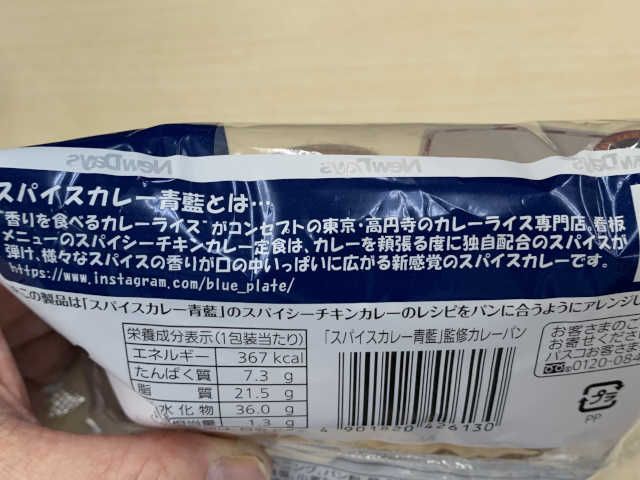 NewDays
NewDays
スパイスカレー青藍とは…
"香りを食べるカレーライス"がコンセプトの東京・高円寺のカレーライス専門店。看板
メニューのスパイシーチキンカレー定食は、カレーを頬張る度に独自配合のスパイスが
弾け、様々なスパイスの香りが口の中いっぱいに広がる新感覚のスパイスカレーです。
https://www.instagram.com/blue_plate/
この製品は「スパイスカレー青藍」のスパイシーチキンカレーのレシピをパンに合うようにアレンジ
栄養成分表示(1包装当たり)
エネルギー 367 kcal
たんぱく質 7.3 g
脂質 21.5 g
水化物 36.0 g
1.3 g
「スパイスカレー青藍」監修カレーパン
4 901820 426130
お客さまのご
お寄せくださ
パスコお客さま
0120-084
プラ
PP